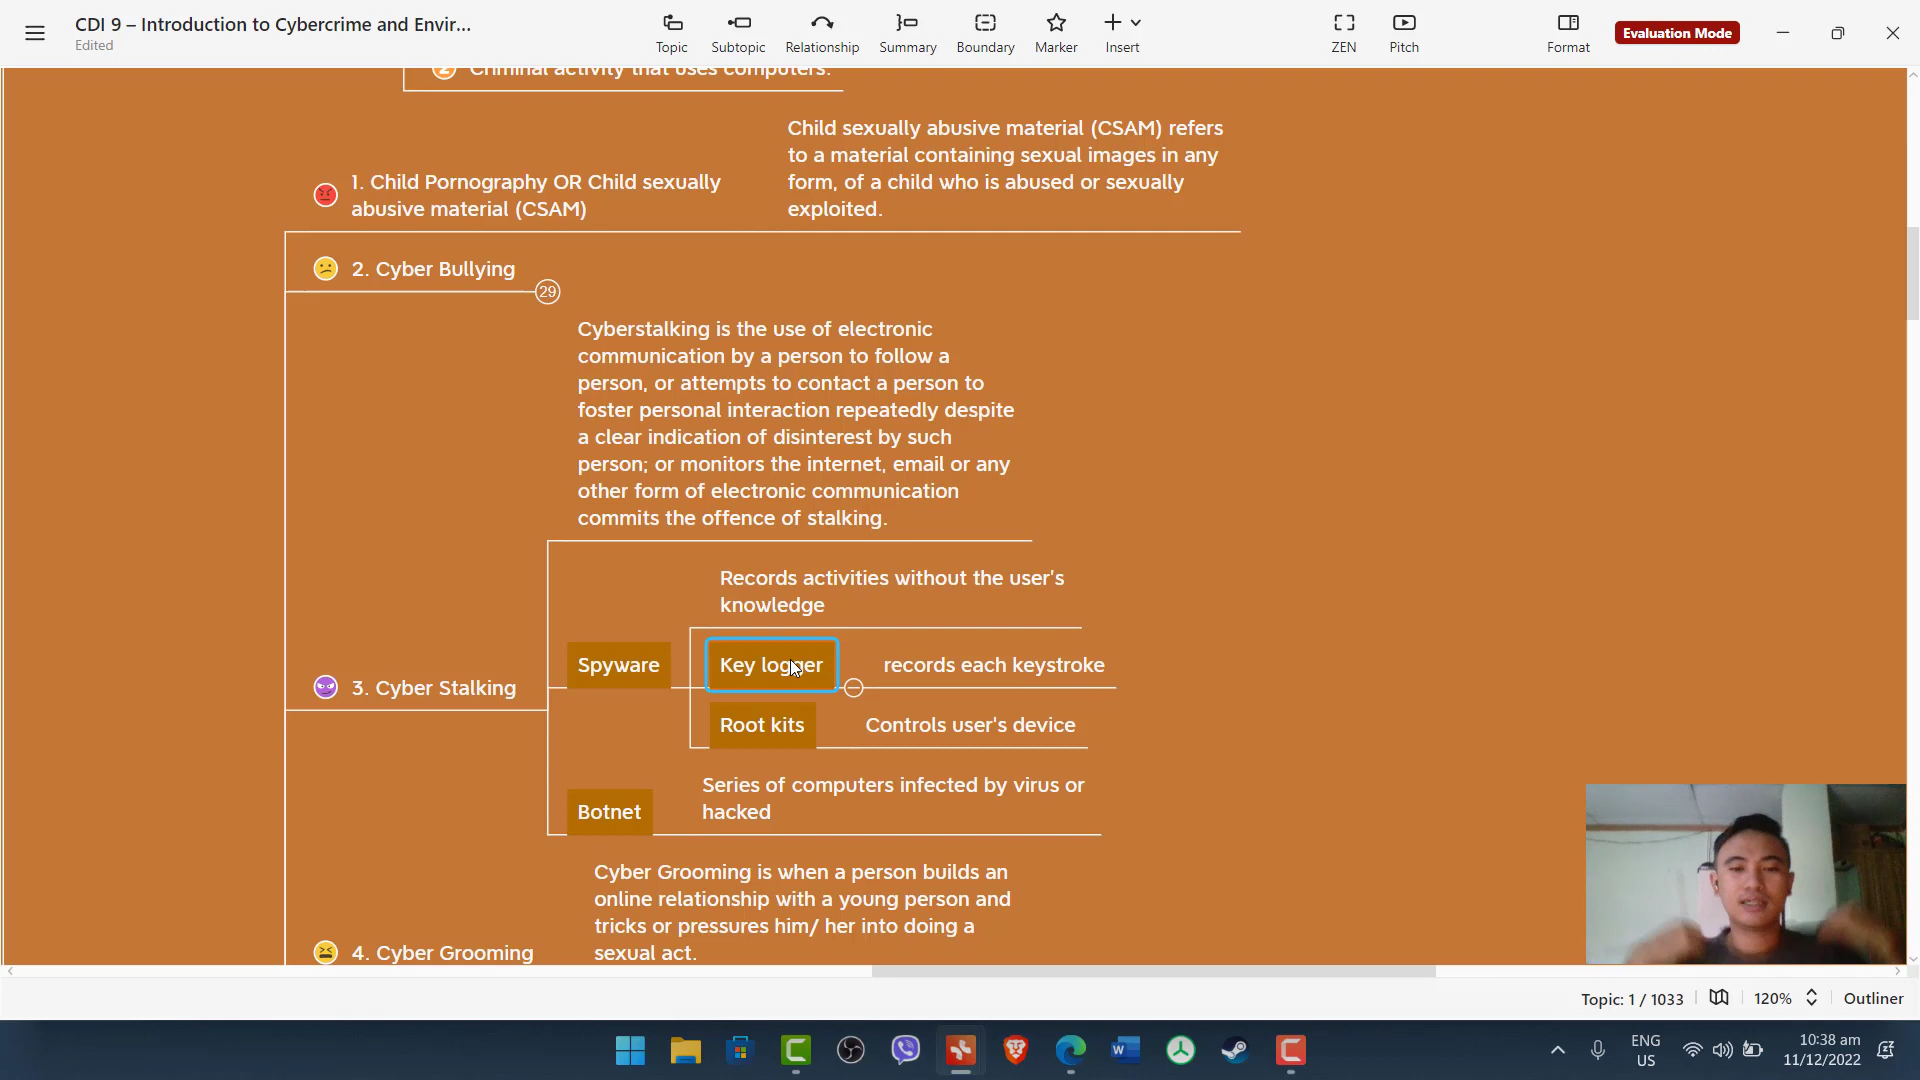 CDI 9 – Introduction to Cybercrime and Envir...
Edited
Topic
Subtopic
Relationship
Summary
Boundary
Marker
Insert
ZEN
Pitch
Format
Evaluation Mode
2 Criminal activity that uses computers.
Child sexually abusive material (CSAM) refers
to a material containing sexual images in any
form, of a child who is abused or sexually
exploited.
1. Child Pornography OR Child sexually
abusive material (CSAM)
2. Cyber Bullying
29
Cyberstalking is the use of electronic
communication by a person to follow a
person, or attempts to contact a person to
foster personal interaction repeatedly despite
a clear indication of disinterest by such
person; or monitors the internet, email or any
other form of electronic communication
commits the offence of stalking.
Records activities without the user's
knowledge
Spyware
Key logger
records each keystroke
3. Cyber Stalking
Root kits
Controls user's device
Series of computers infected by virus or
hacked
Botnet
Cyber Grooming is when a person builds an
online relationship with a young person and
tricks or pressures him/ her into doing a
sexual act.
4. Cyber Grooming
Topic: 1 / 1033
120%
Outliner
ENG
US
10:38 am
11/12/2022